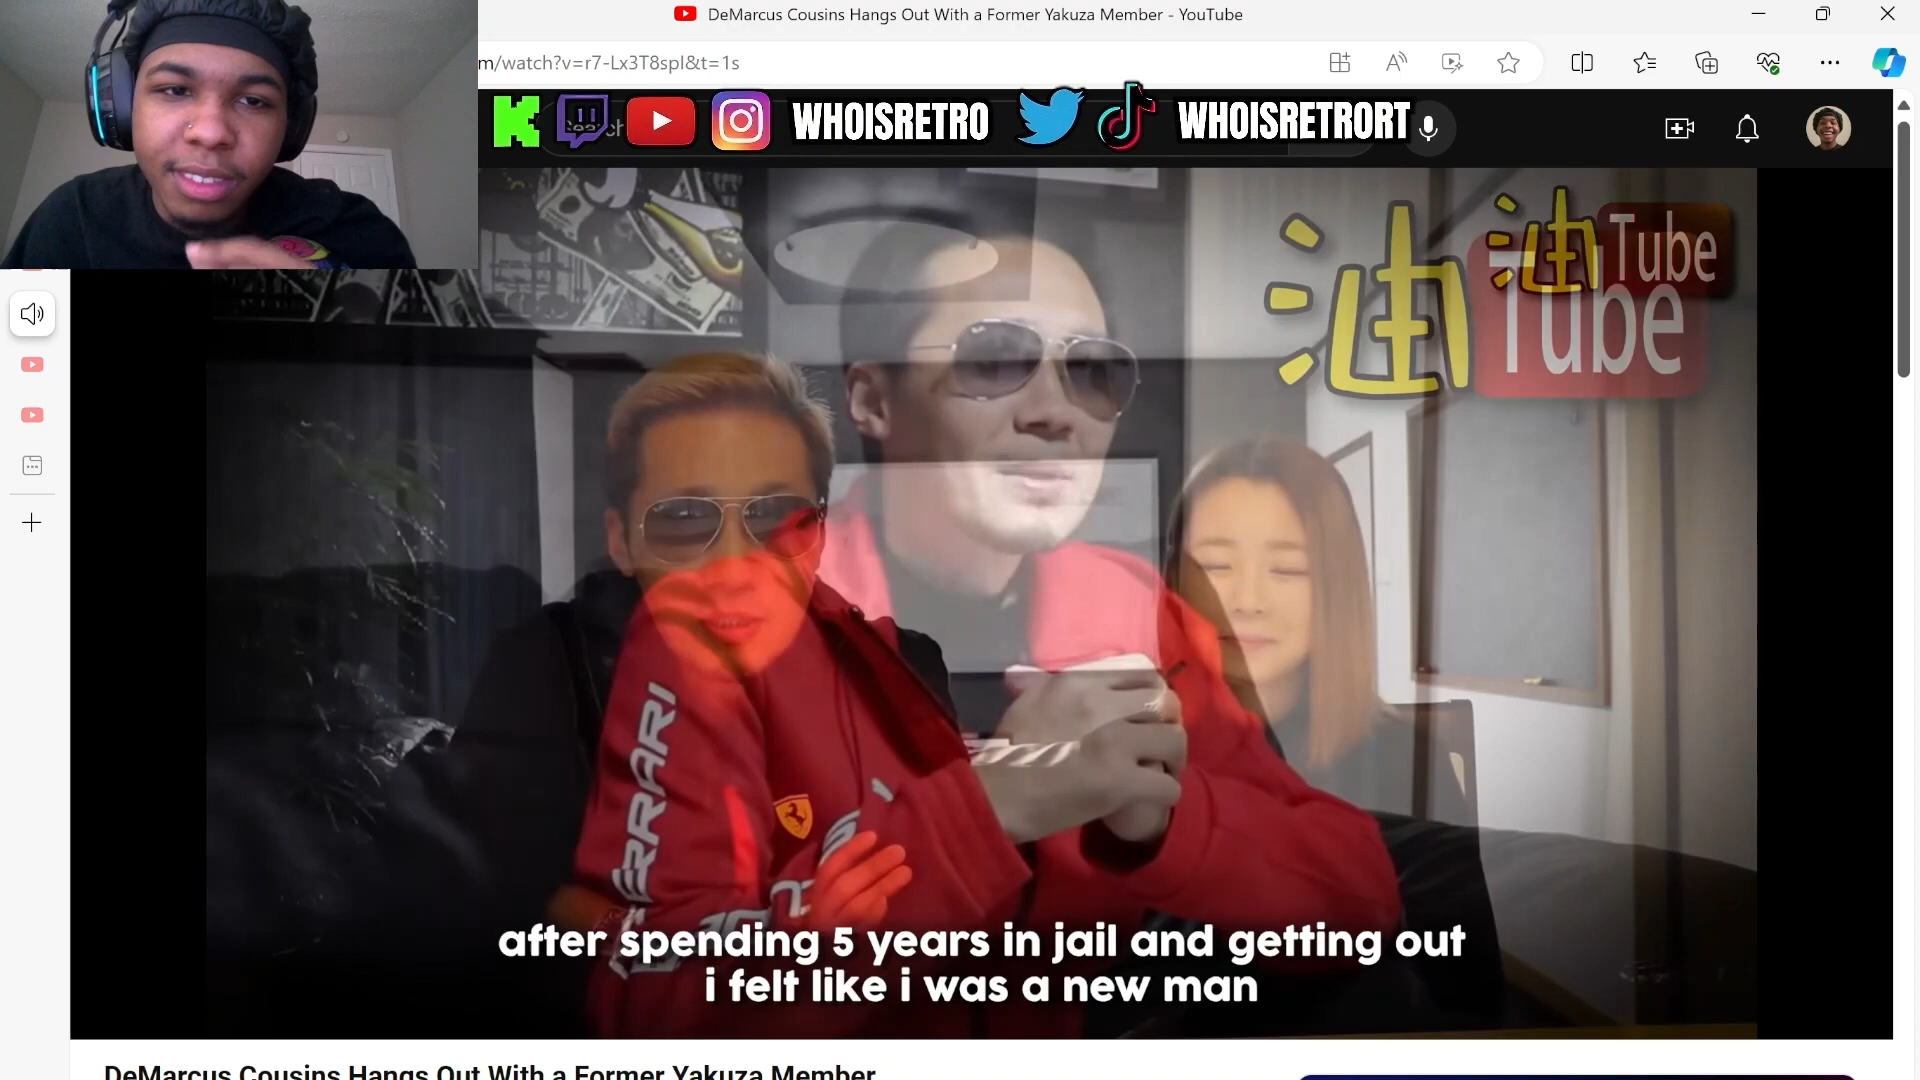 DeMarcus Cousins Hangs Out With a Former Yakuza Member - YouTube
m/watch?v=r7-Lx3T8spI&t=1s
WHOISRETRO
WHOISRETRORT
油Tube
油Tube
FERRARI
after spending 5 years in jail and getting out
i felt like i was a new man
DeMarcus Cousins Hangs Out With a Former Yakuza Member